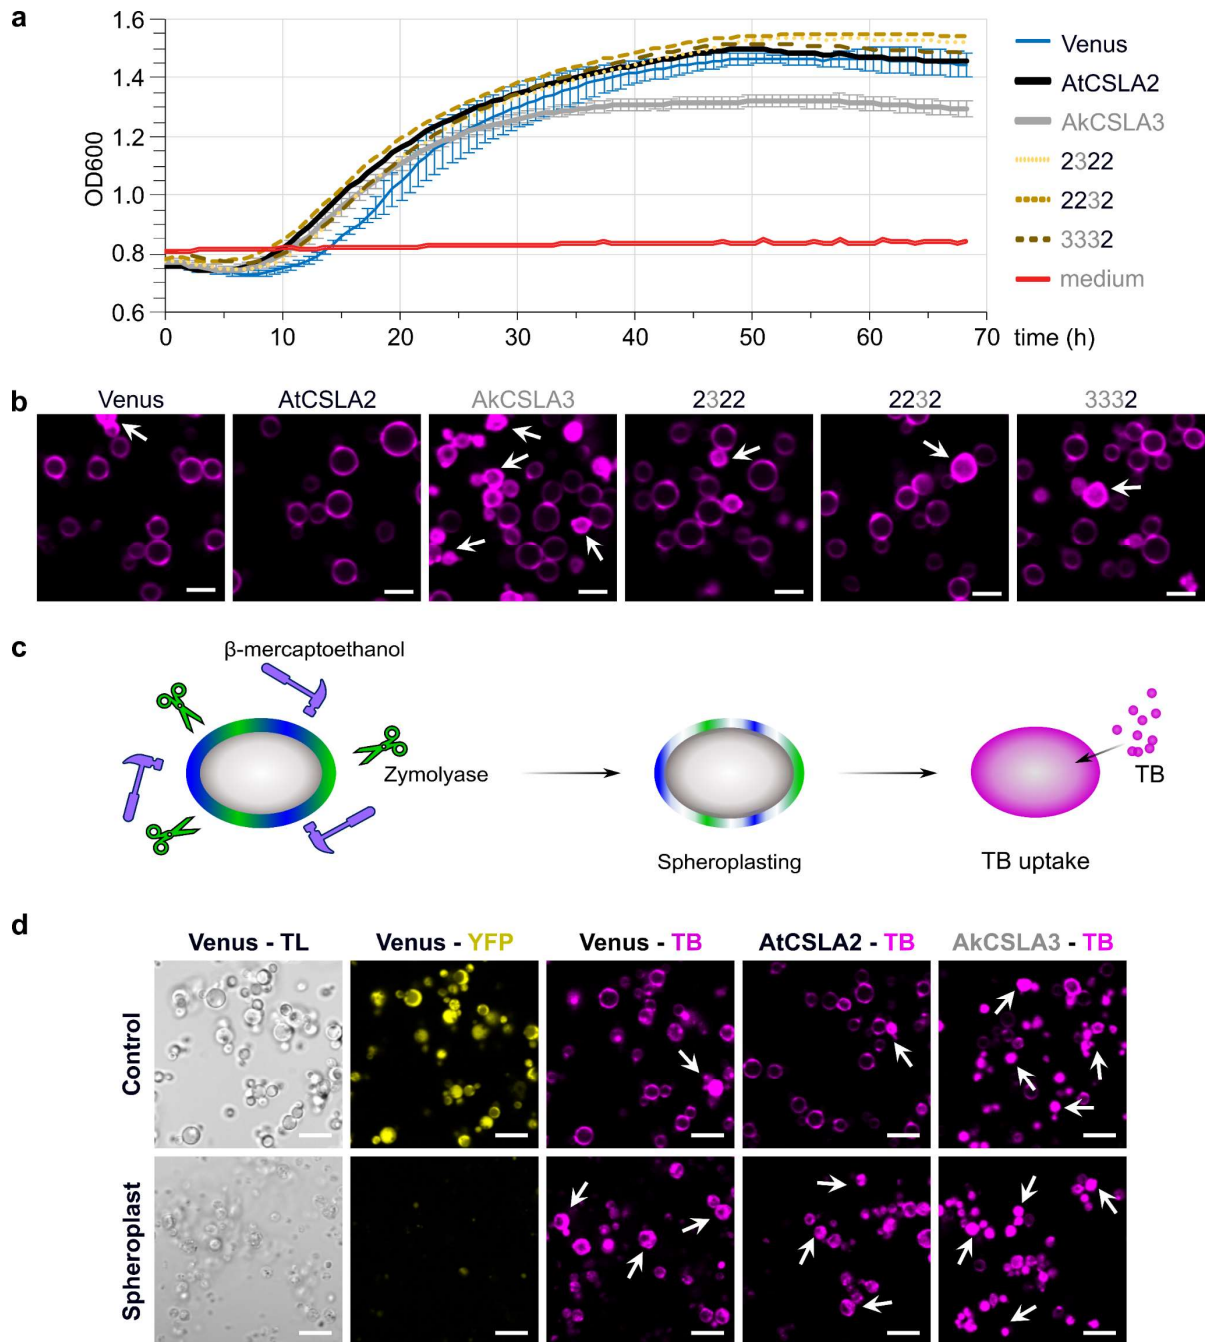 a
1.6
1.4
1.2
1.0
0.8
0.6
OD600
0 10 20 30 40 50 60 70 time (h)
Venus
AtCSLA2
AkCSLA3
2322
2232
3332
medium
b
Venus AtCSLA2 AkCSLA3 2322 2232 3332
c
β-mercaptoethanol
Zymolyase
Spheroplasting
TB
TB uptake
d
Venus - TL Venus - YFP Venus - TB AtCSLA2 - TB AkCSLA3 - TB
Control
Spheroplast